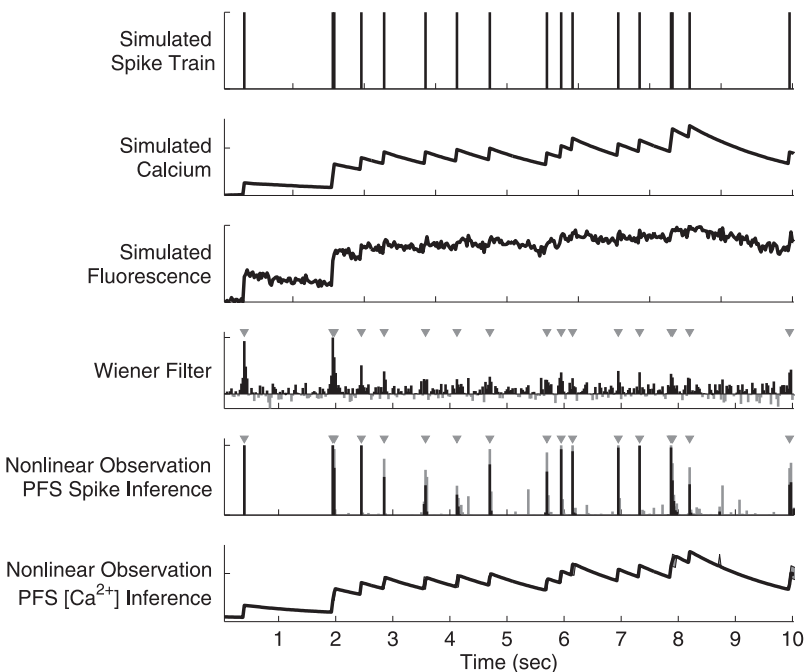 Simulated
Spike Train
Simulated
Calcium
Simulated
Fluorescence
Wiener Filter
Nonlinear Observation
PFS Spike Inference
Nonlinear Observation
PFS [Ca²⁺] Inference
1 2 3 4 5 6 7 8 9 10
Time (sec)